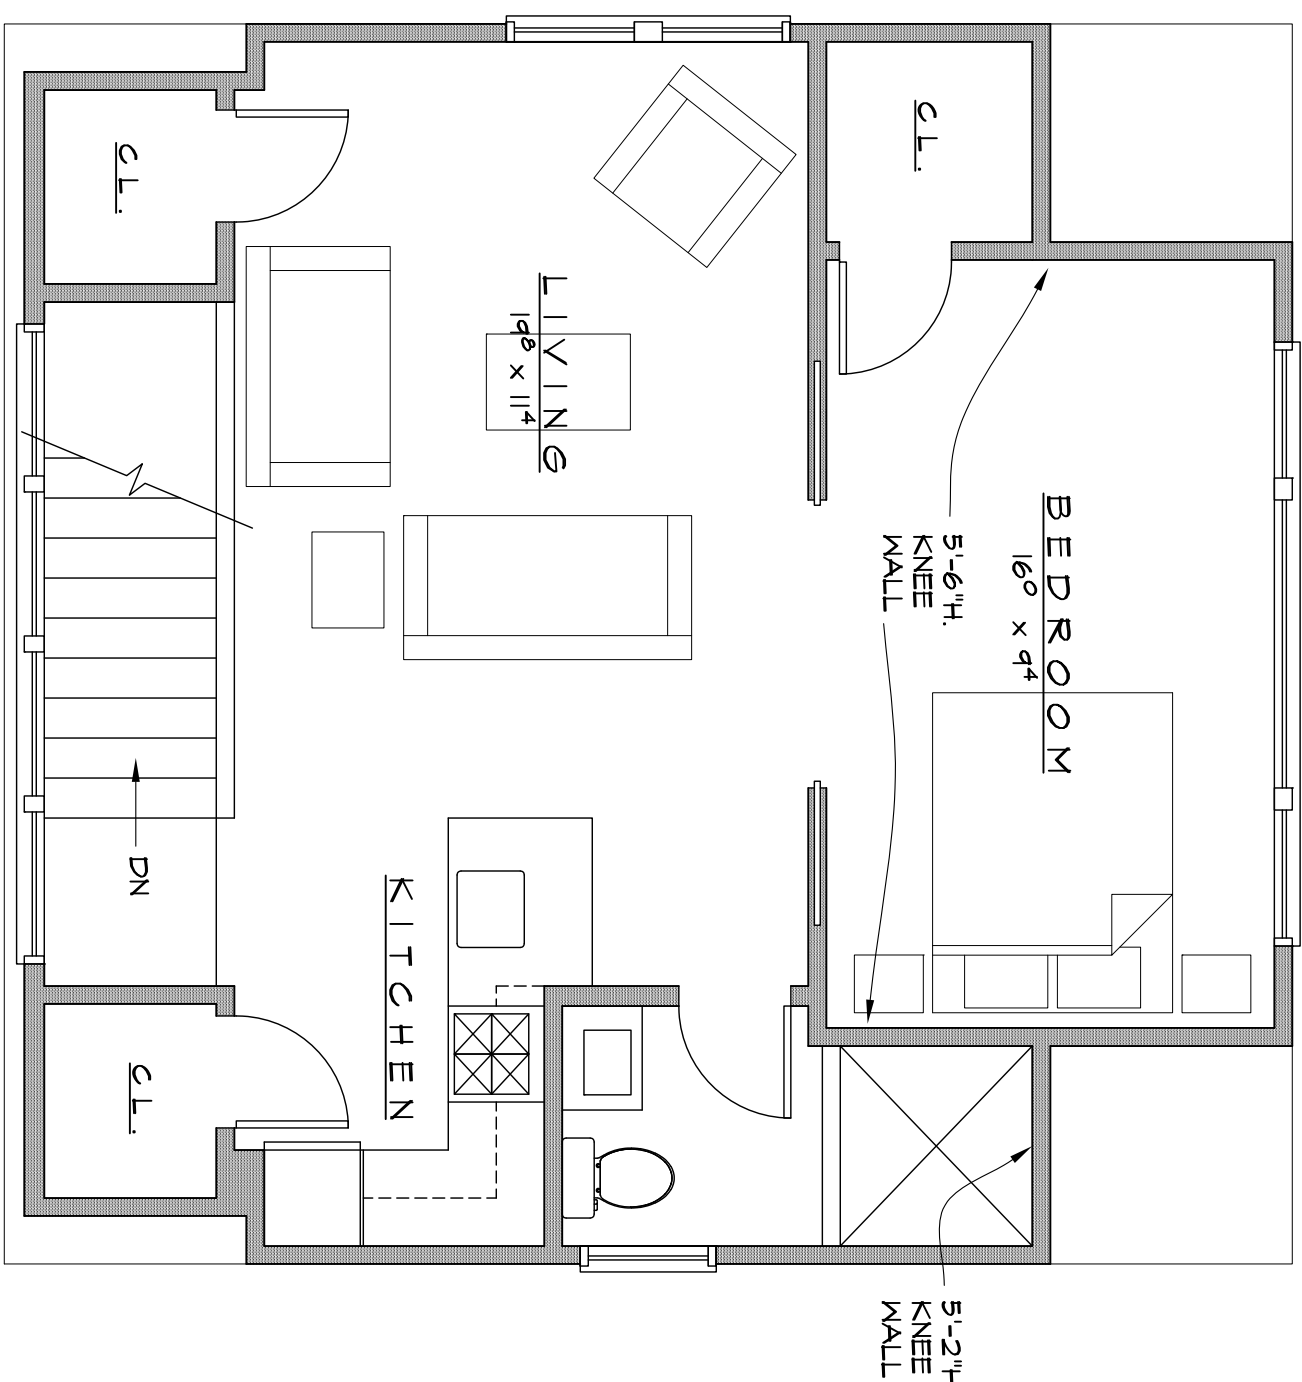 BEDROOM
16⁰ x 9⁴
C L.
5'-6"H.
KNEE
WALL
5'-2"H
KNEE
WALL
LIVING
19⁸ x 11⁴
KITCHEN
C L.
DN
C L.